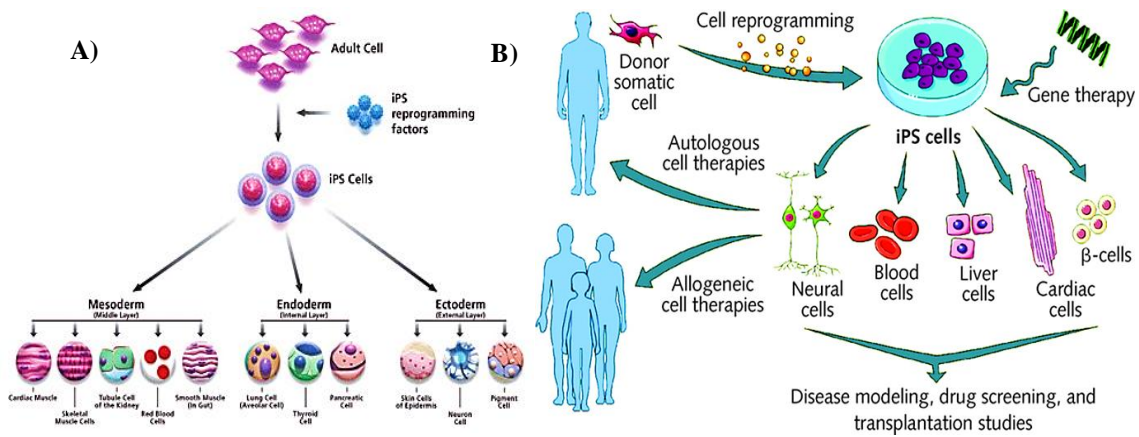 A)
Adult Cell
iPS
reprogramming
factors
iPS Cells
Mesoderm
(Middle Layer)
Endoderm
(Internal Layer)
Ectoderm
(External Layer)
Cardiac Muscle
Skeletal
Muscle Cells
Tubule Cell
of the Kidney
Red Blood
Cells
Smooth Muscle
(in Gut)
Lung Cell
(Aveolar Cell)
Thyroid
Cell
Pancreatic
Cell
Skin Cells
of Epidermis
Neuron
Cell
Pigment
Cell
B)
Donor
somatic
cell
Cell reprogramming
iPS cells
Gene therapy
Autologous
cell therapies
Allogeneic
cell therapies
Neural
cells
Blood
cells
Liver
cells
Cardiac
cells
β-cells
Disease modeling, drug screening, and
transplantation studies